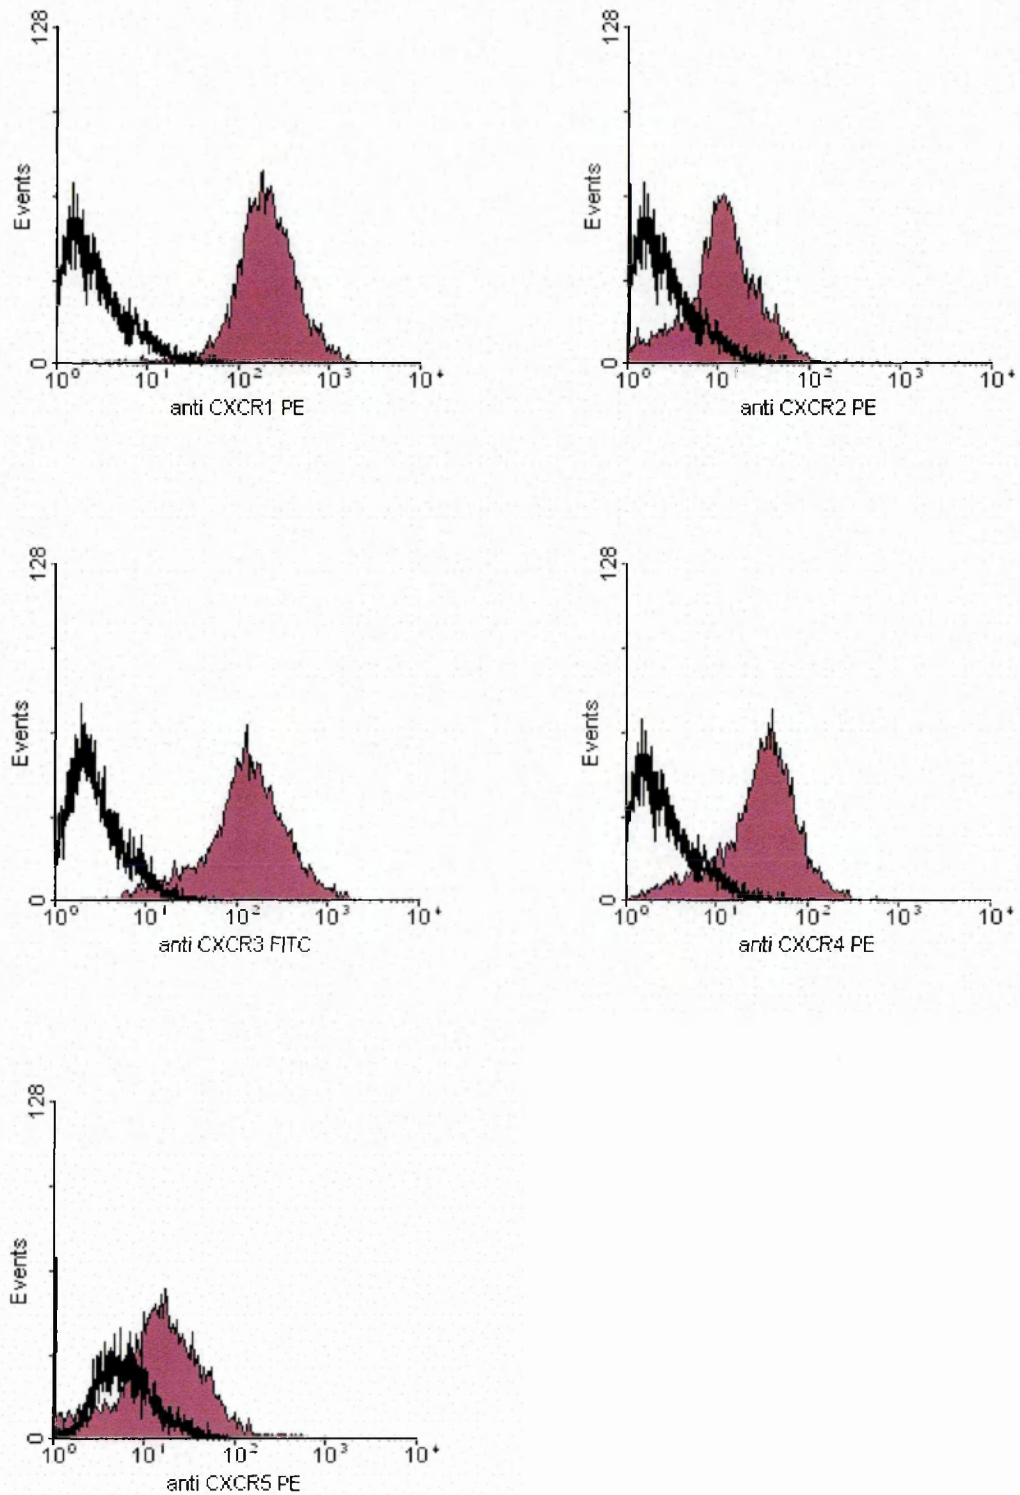 128
Events
0
10⁰ 10¹ 10² 10³ 10⁴
anti CXCR1 PE
128
Events
0
10⁰ 10¹ 10² 10³ 10⁴
anti CXCR2 PE
128
Events
0
10⁰ 10¹ 10² 10³ 10⁴
anti CXCR3 FITC
128
Events
0
10⁰ 10¹ 10² 10³ 10⁴
anti CXCR4 PE
128
Events
0
10⁰ 10¹ 10² 10³ 10⁴
anti CXCR5 PE